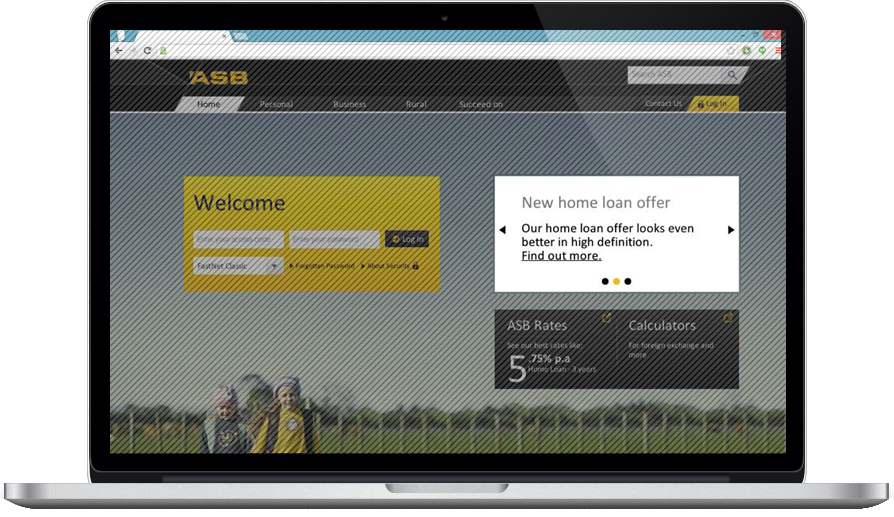 ASB
Search ASB
Home Personal Business Rural Succeed on Contact Us Log In
Welcome
Enter your access code Enter your password Log In
FastNet Classic Forgotten Password About Security
New home loan offer
Our home loan offer looks even
better in high definition.
Find out more.
ASB Rates
See our best rates like:
5.75% p.a
Home Loan - 3 years
Calculators
For foreign exchange and
more